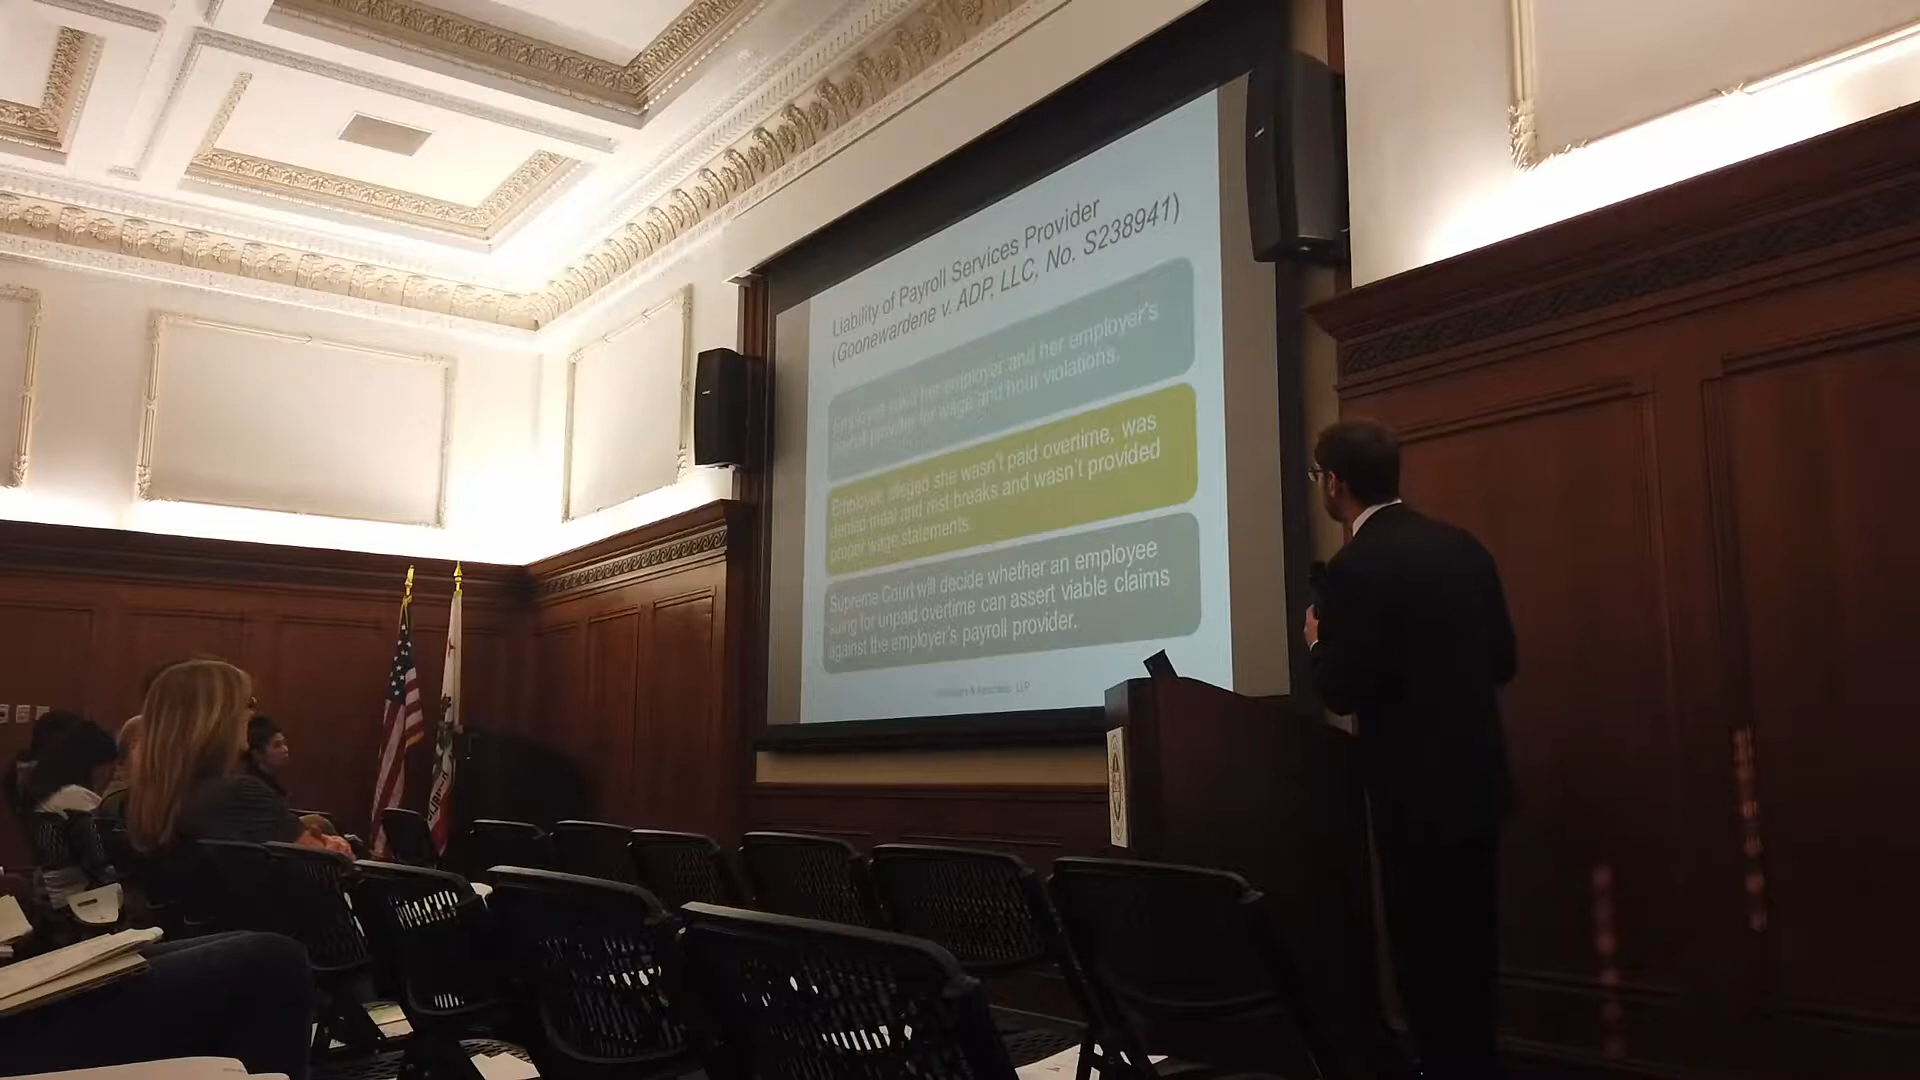 Liability of Payroll Services Provider
(Goonewardene v. ADP, LLC, No. S238941)
Employee sued her employer and her employer's
payroll provider for wage and hour violations.
Employee alleged she wasn't paid overtime, was
denied meal and rest breaks and wasn't provided
proper wage statements.
Supreme Court will decide whether an employee
suing for unpaid overtime can assert viable claims
against the employer's payroll provider.
& Associates, LLP